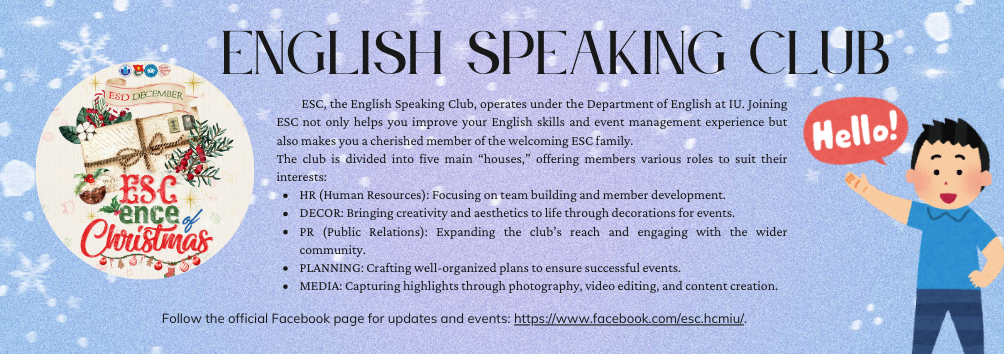 ENGLISH SPEAKING CLUB
ESD DECEMBER
ESC
ence of
Christmas
ESC, the English Speaking Club, operates under the Department of English at IU. Joining
ESC not only helps you improve your English skills and event management experience but
also makes you a cherished member of the welcoming ESC family.
The club is divided into five main “houses,” offering members various roles to suit their
interests:
• HR (Human Resources): Focusing on team building and member development.
• DECOR: Bringing creativity and aesthetics to life through decorations for events.
• PR (Public Relations): Expanding the club’s reach and engaging with the wider
community.
• PLANNING: Crafting well-organized plans to ensure successful events.
• MEDIA: Capturing highlights through photography, video editing, and content creation.
Hello!
Follow the official Facebook page for updates and events: https://www.facebook.com/esc.hcmiu/.